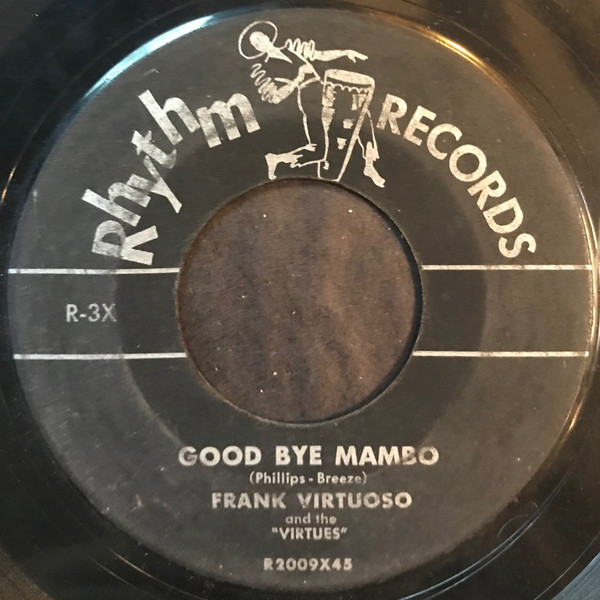 Rhythm RECORDS
R-3X
GOOD BYE MAMBO
(Phillips - Breeze)
FRANK VIRTUOSO
and the
"VIRTUES"
R2009X45